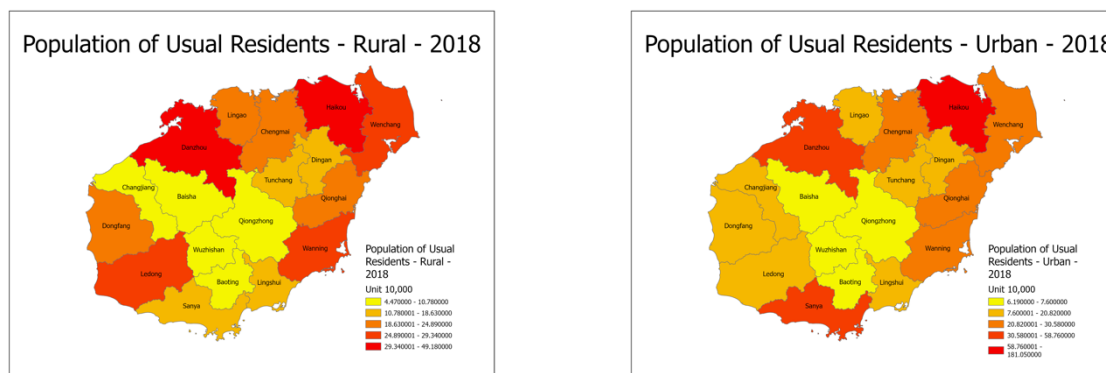 Population of Usual Residents - Rural - 2018
Haikou
Lingao
Wenchang
Chengmai
Danzhou
Dingan
Tunchang
Changjiang
Baisha
Qionghai
Qiongzhong
Dongfang
Wuzhishan
Wanning
Ledong
Baoting
Lingshui
Sanya
Population of Usual
Residents - Rural -
2018
Unit 10,000
4.470000 - 10.780000
10.780001 - 18.630000
18.630001 - 24.890000
24.890001 - 29.340000
29.340001 - 49.180000
Population of Usual Residents - Urban - 2018
Haikou
Lingao
Wenchang
Chengmai
Danzhou
Dingan
Tunchang
Changjiang
Baisha
Qionghai
Qiongzhong
Dongfang
Wuzhishan
Wanning
Ledong
Baoting
Lingshui
Sanya
Population of Usual
Residents - Urban -
2018
Unit 10,000
6.190000 - 7.600000
7.600001 - 20.820000
20.820001 - 30.580000
30.580001 - 58.760000
58.760001 -
181.050000